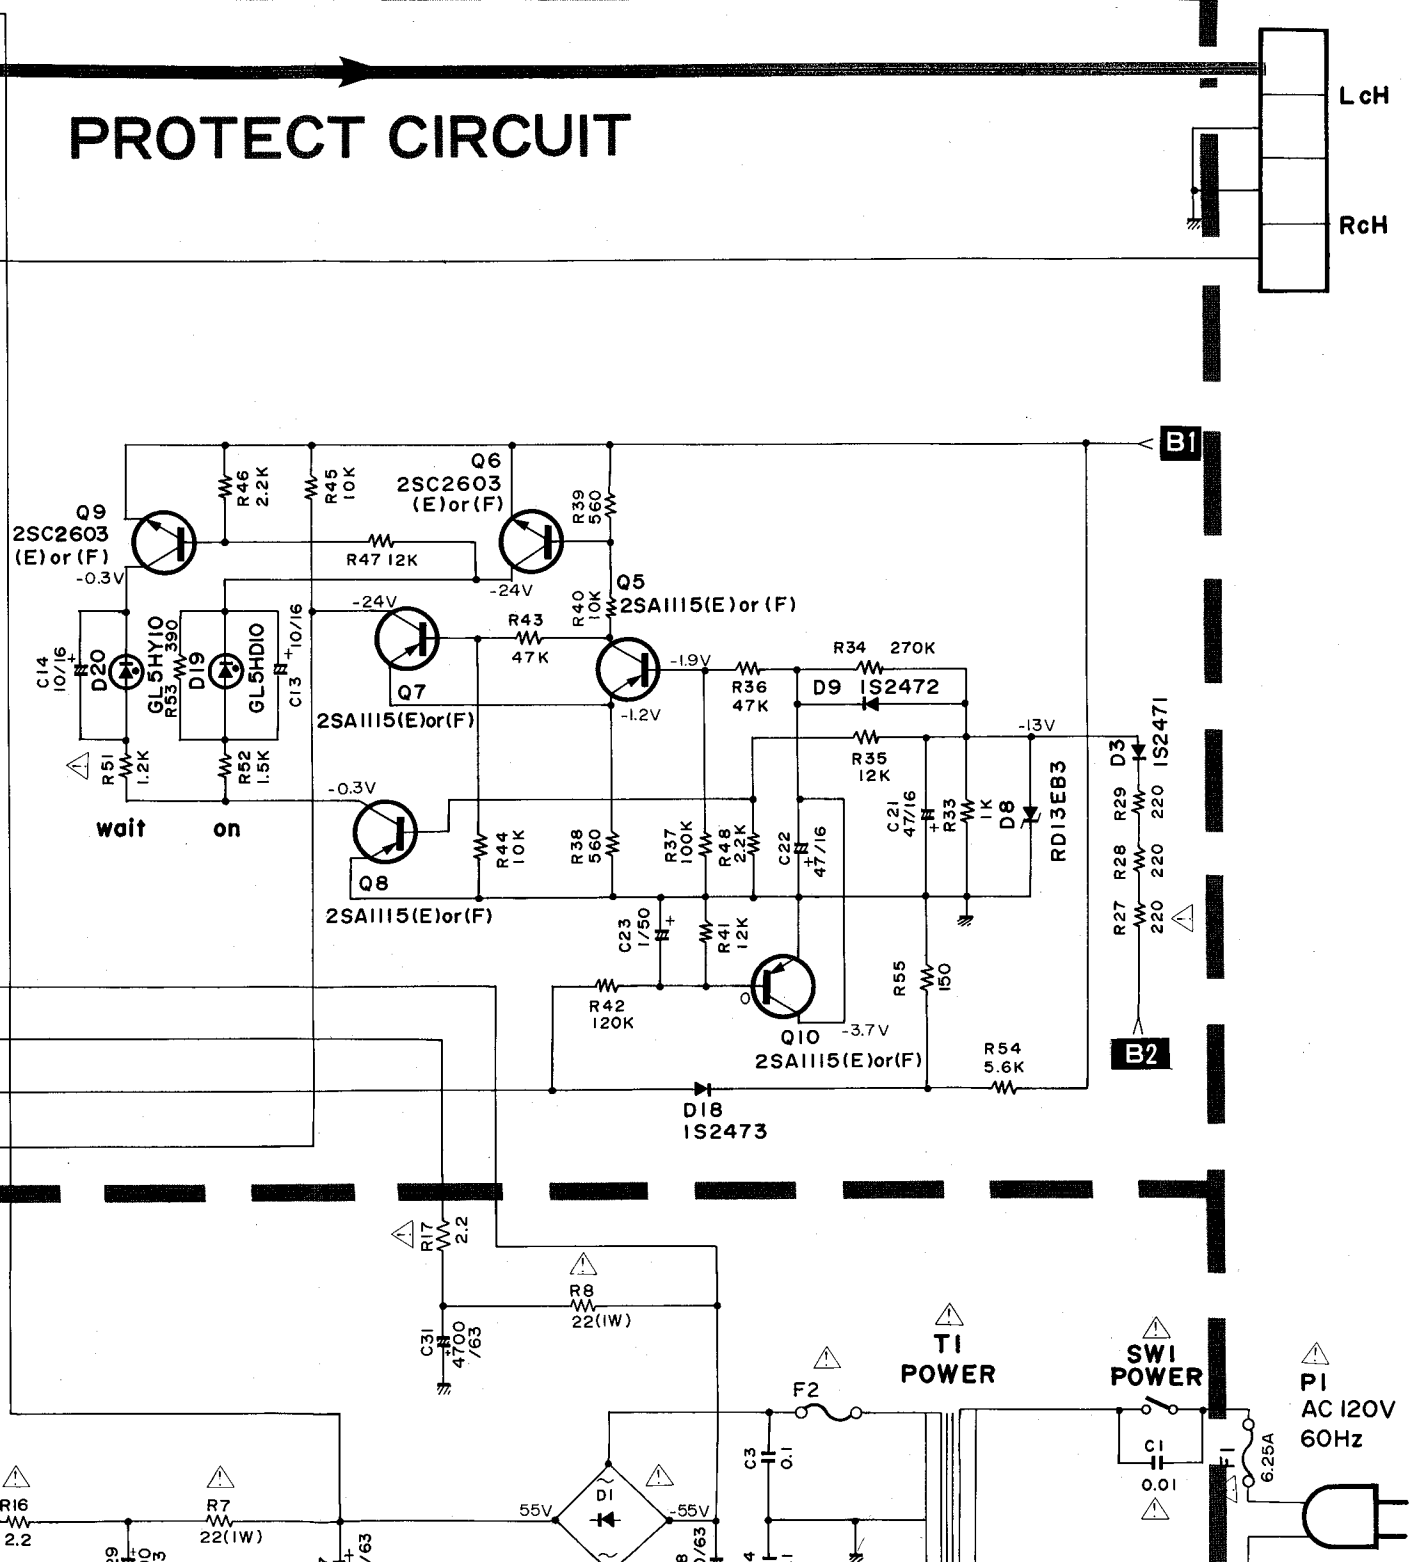 LcH
PROTECT CIRCUIT
RcH
B1
Q6
2SC2603
(E)or(F)
R46
2.2K
R45
10K
R39
560
Q9
2SC2603
(E)or(F)
-0.3V
R47 12K
-24V
Q5
2SA1115(E)or(F)
R40
10K
-24V
R43
47K
C14
10/16
+
D20
GL5HY10
R53 390
D19
GL5HD10
+
10/16
C13
Q7
2SA1115(E)or(F)
-1.9V
R36
47K
R34 270K
D9 1S2472
-1.2V
-13V
R35
12K
D3
1S2471
R51
1.2K
R52
1.5K
wait
on
-0.3V
Q8
2SA1115(E)or(F)
R44
10K
R38
560
R37
100K
R48
2.2K
C22
47/16
+
C21
47/16
+
R33
1K
D8
RD13EB3
R29
220
R28
220
R27
220
C23
1/50
+
R41
12K
R55
150
R42
120K
0
Q10
-3.7V
2SA1115(E)or(F)
B2
R54
5.6K
D18
1S2473
R17
2.2
R8
22(1W)
C31
4700
/63
+
T1
POWER
SW1
POWER
F2
P1
AC 120V
60Hz
C3
0.1
C1
0.01
F1
6.25A
R16
2.2
R7
22(1W)
55V
D1
-55V
/63